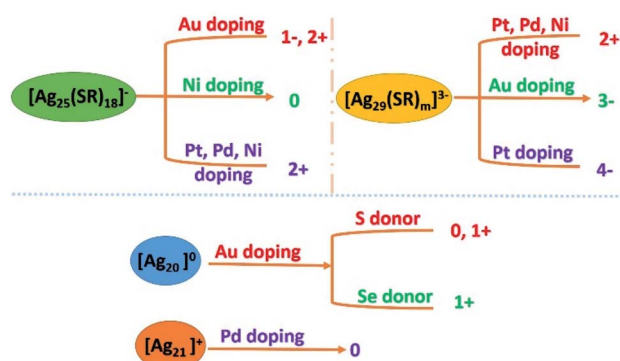 Au doping
1-, 2+
[Ag₂₅(SR)₁₈]⁻
Ni doping
0
Pt, Pd, Ni
doping
2+
Pt, Pd, Ni
doping
2+
[Ag₂₉(SR)ₘ]³⁻
Au doping
3-
Pt doping
4-
[Ag₂₀]⁰
Au doping
S donor
0, 1+
Se donor
1+
[Ag₂₁]⁺
Pd doping
0